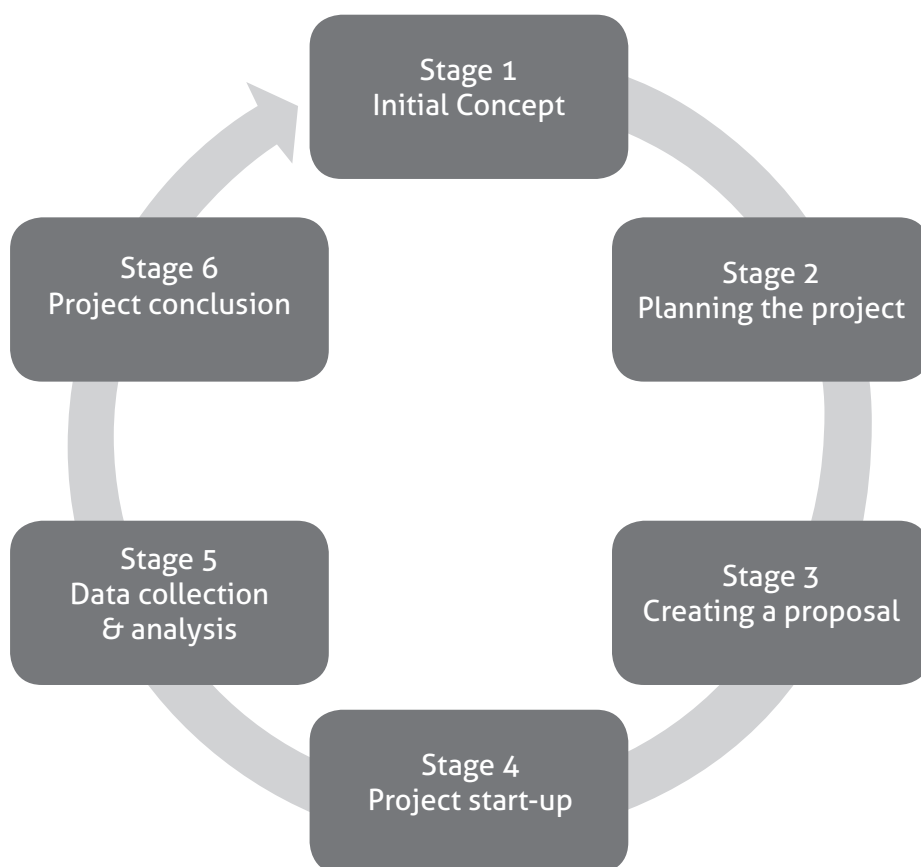 Stage 1
Initial Concept
Stage 2
Planning the project
Stage 3
Creating a proposal
Stage 4
Project start-up
Stage 5
Data collection
& analysis
Stage 6
Project conclusion